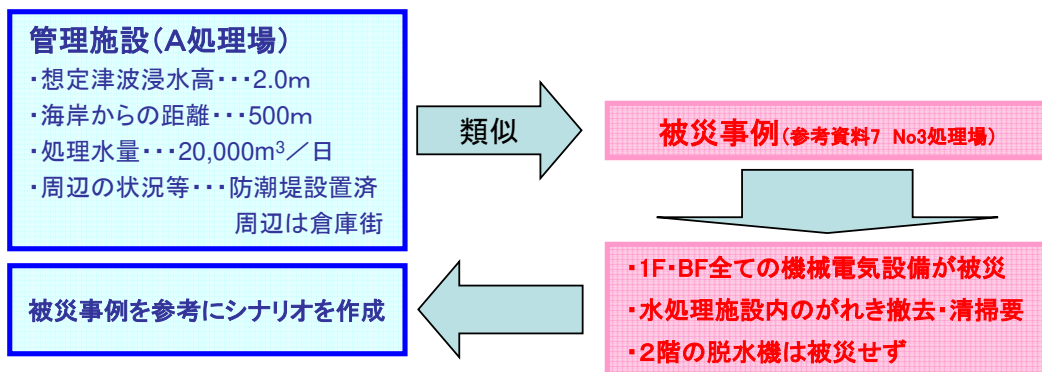 管理施設(A処理場)
・想定津波浸水高・・・2.0m
・海岸からの距離・・・500m
・処理水量・・・20,000m³/日
・周辺の状況等・・・防潮堤設置済
周辺は倉庫街
類似
被災事例(参考資料7 No3処理場)
・1F・BF全ての機械電気設備が被災
・水処理施設内のがれき撤去・清掃要
・2階の脱水機は被災せず
被災事例を参考にシナリオを作成